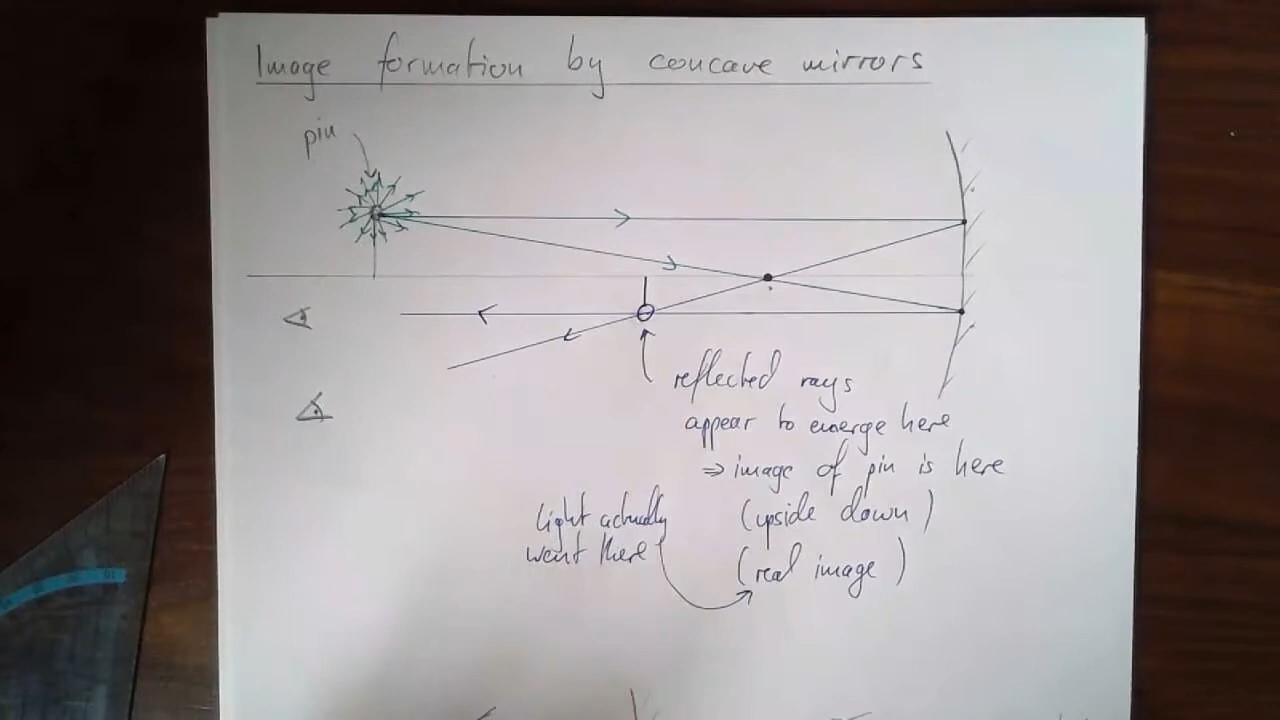 Image formation by concave mirrors
pin
reflected rays
appear to emerge here
⇒ image of pin is here
(upside down)
(real image)
light actually
went there